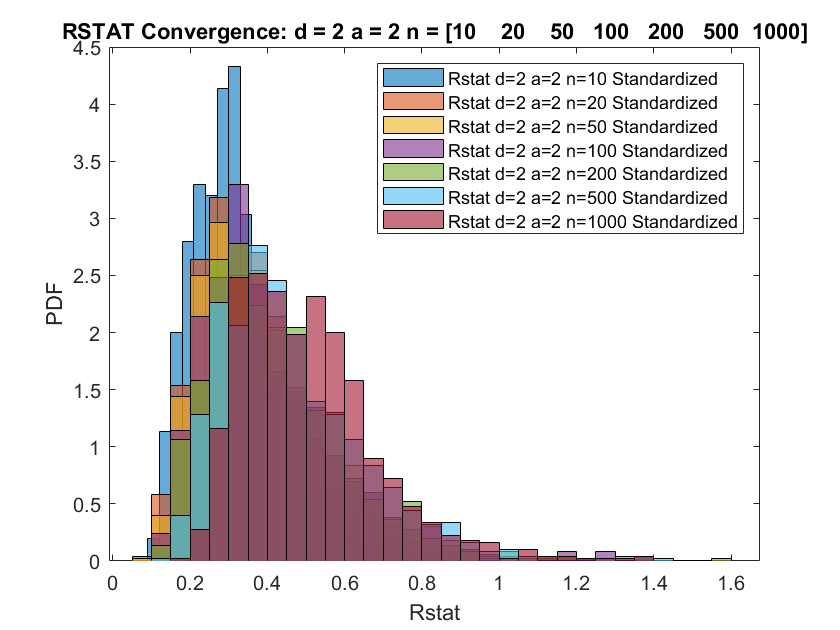 RSTAT Convergence: d = 2 a = 2 n = [10 20 50 100 200 500 1000]
4.5
4
3.5
3
2.5
2
1.5
1
0.5
0
PDF
Rstat d=2 a=2 n=10 Standardized
Rstat d=2 a=2 n=20 Standardized
Rstat d=2 a=2 n=50 Standardized
Rstat d=2 a=2 n=100 Standardized
Rstat d=2 a=2 n=200 Standardized
Rstat d=2 a=2 n=500 Standardized
Rstat d=2 a=2 n=1000 Standardized
0 0.2 0.4 0.6 0.8 1 1.2 1.4 1.6
Rstat